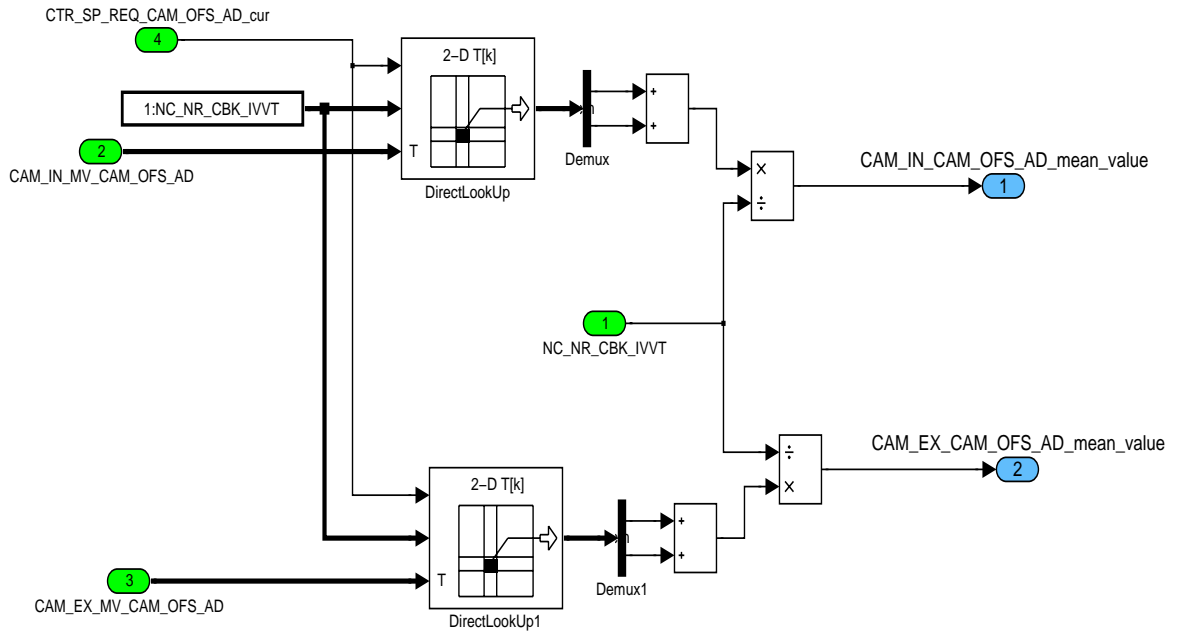 CTR_SP_REQ_CAM_OFS_AD_cur
4
2−D T[k]
1:NC_NR_CBK_IVVT
2
T
CAM_IN_MV_CAM_OFS_AD
DirectLookUp
Demux
+
+
×
÷
CAM_IN_CAM_OFS_AD_mean_value
1
1
NC_NR_CBK_IVVT
÷
×
CAM_EX_CAM_OFS_AD_mean_value
2
2−D T[k]
+
+
3
T
CAM_EX_MV_CAM_OFS_AD
DirectLookUp1
Demux1